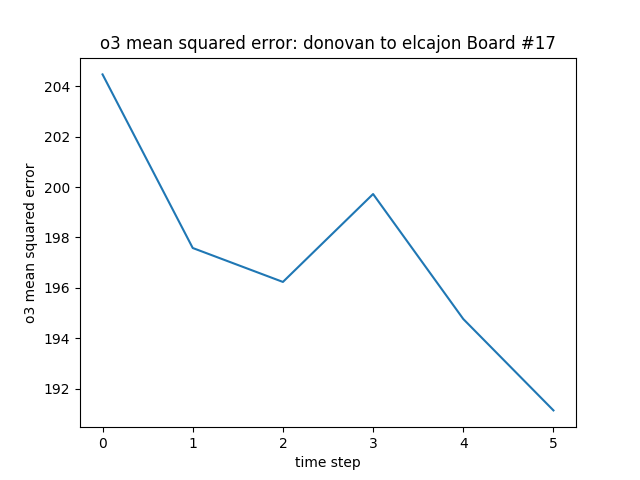 o3 mean squared error: donovan to elcajon Board #17
o3 mean squared error
204
202
200
198
196
194
192
0 1 2 3 4 5
time step